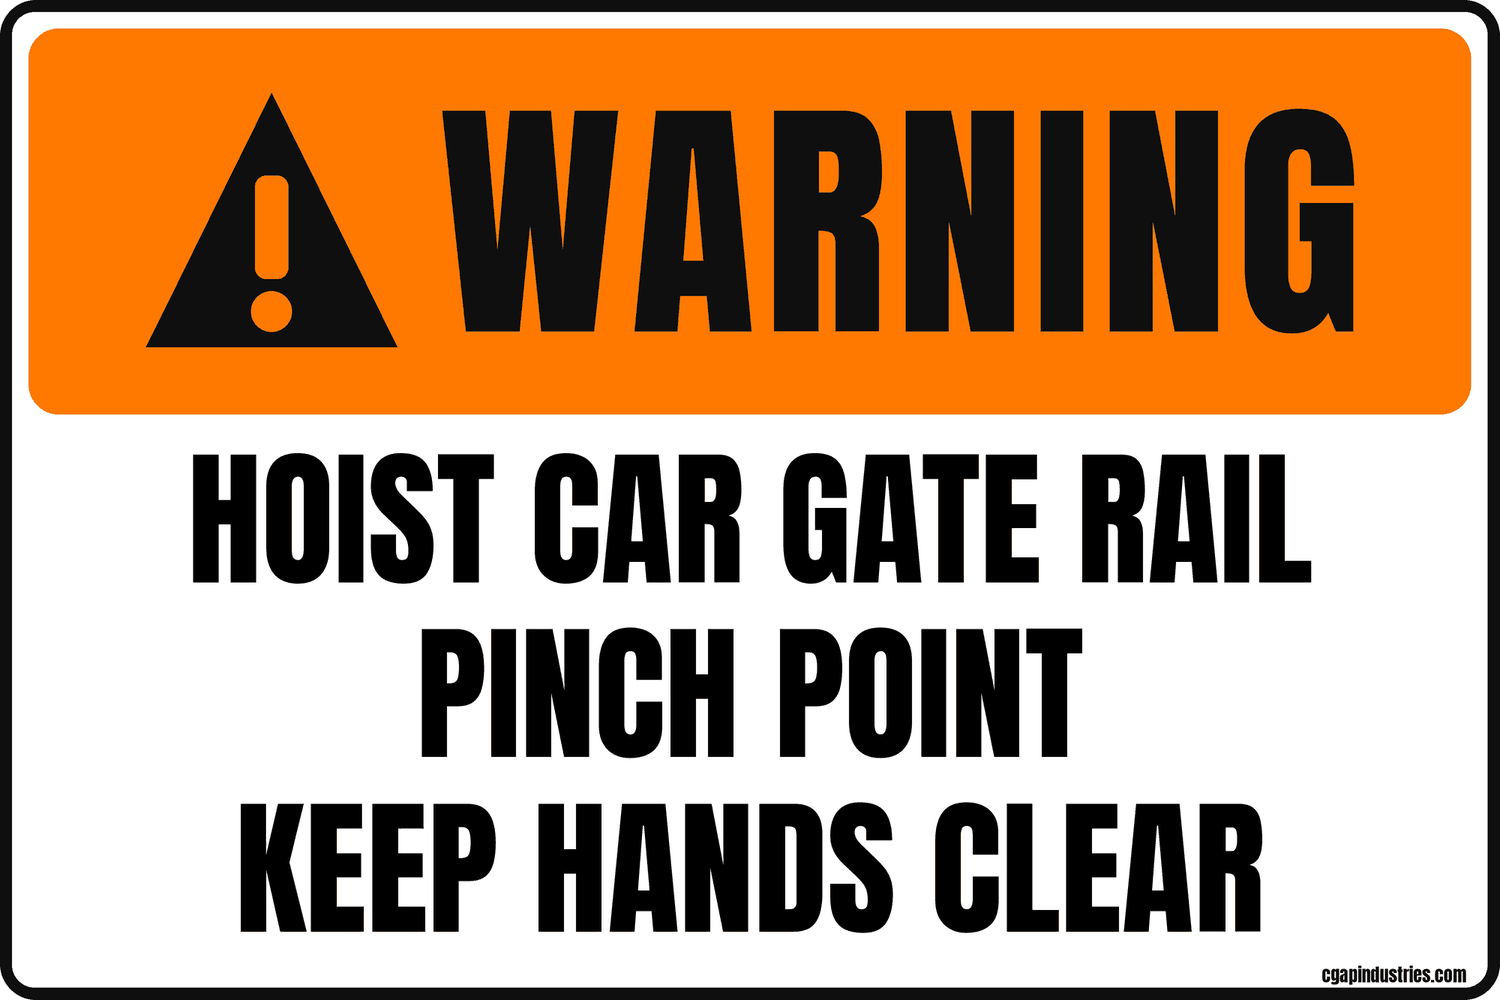 WARNING
HOIST CAR GATE RAIL
PINCH POINT
KEEP HANDS CLEAR
cgapindustries.com